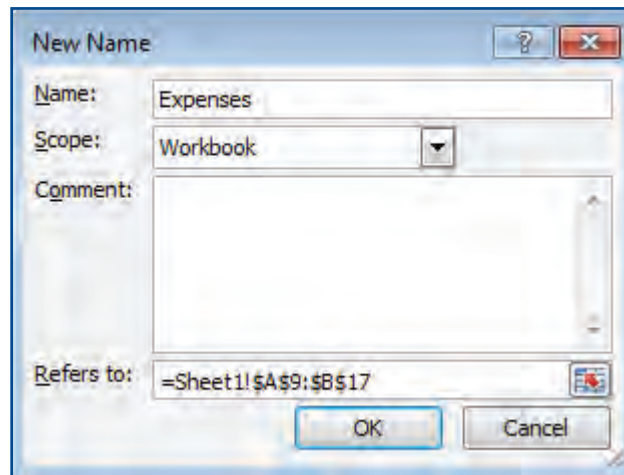 New Name
Name: Expenses
Scope: Workbook
Comment:
Refers to: =Sheet1!$A$9:$B$17
OK Cancel